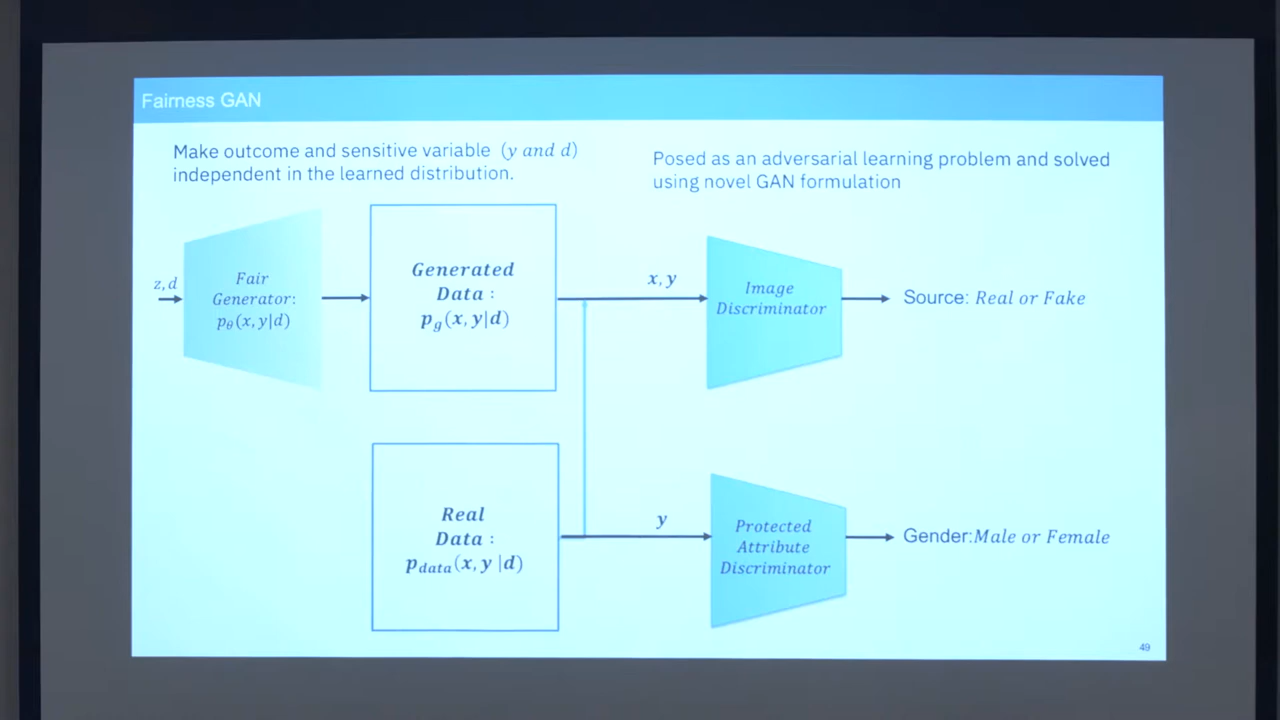 Fairness GAN
Make outcome and sensitive variable (y and d)
independent in the learned distribution.
Posed as an adversarial learning problem and solved
using novel GAN formulation
z, d
Fair
Generator:
pθ(x, y|d)
Generated
Data :
pg(x, y|d)
x, y
Image
Discriminator
Source: Real or Fake
Real
Data :
pdata(x, y |d)
y
Protected
Attribute
Discriminator
Gender:Male or Female
49